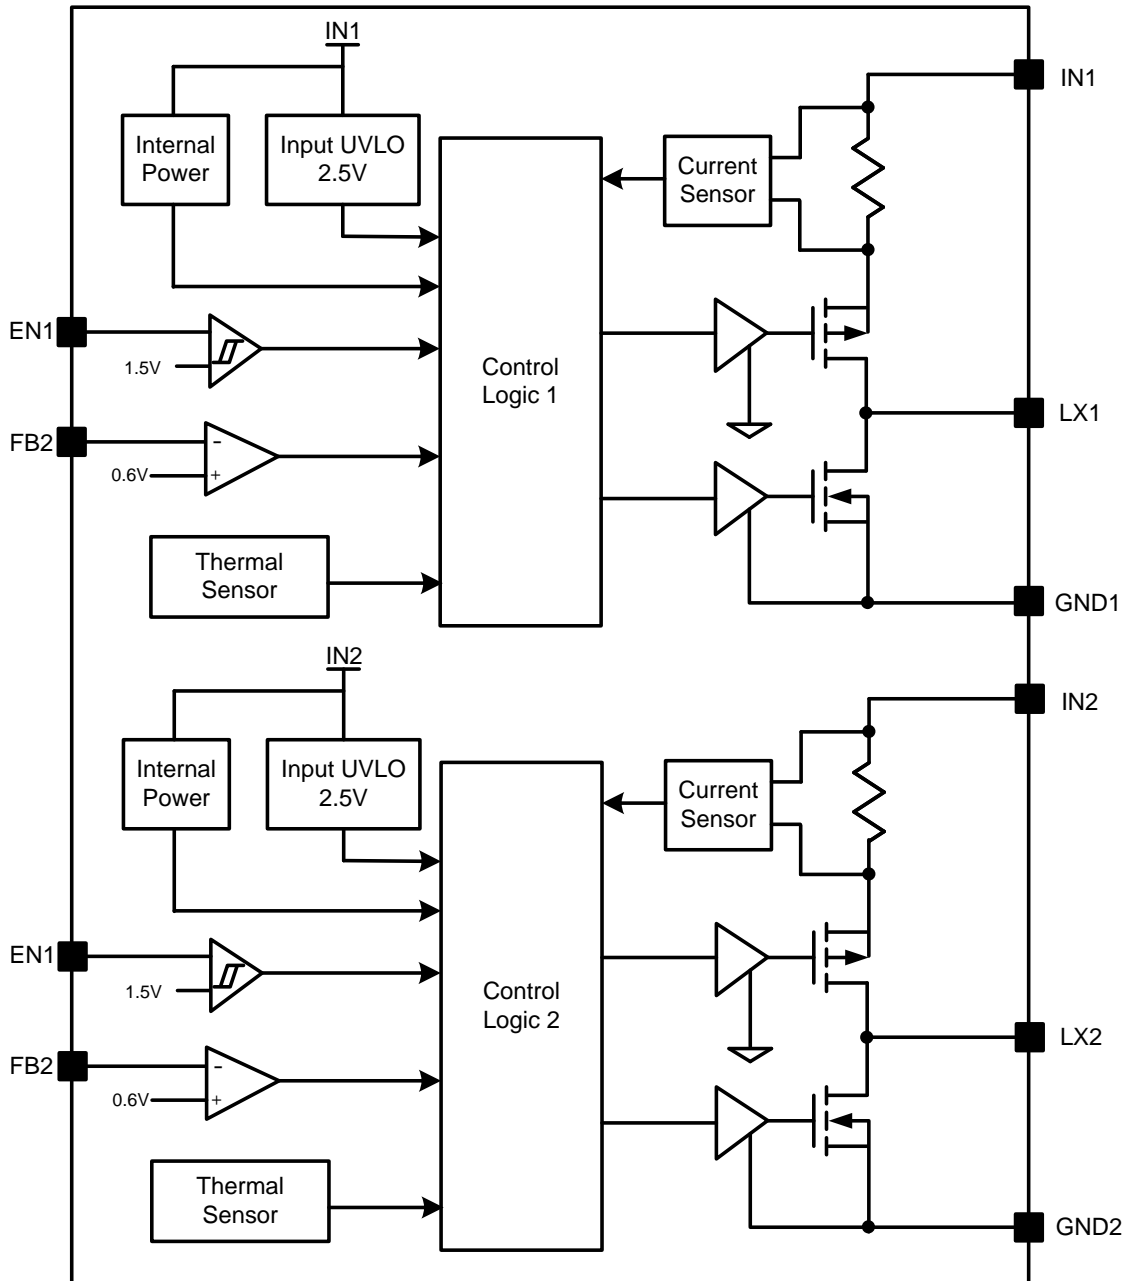 IN1
IN1
Internal
Power
Input UVLO
2.5V
Current
Sensor
EN1
1.5V
Control
Logic 1
LX1
FB2
-
0.6V
+
Thermal
Sensor
GND1
IN2
IN2
Internal
Power
Input UVLO
2.5V
Current
Sensor
EN1
1.5V
Control
Logic 2
LX2
FB2
-
0.6V
+
Thermal
Sensor
GND2